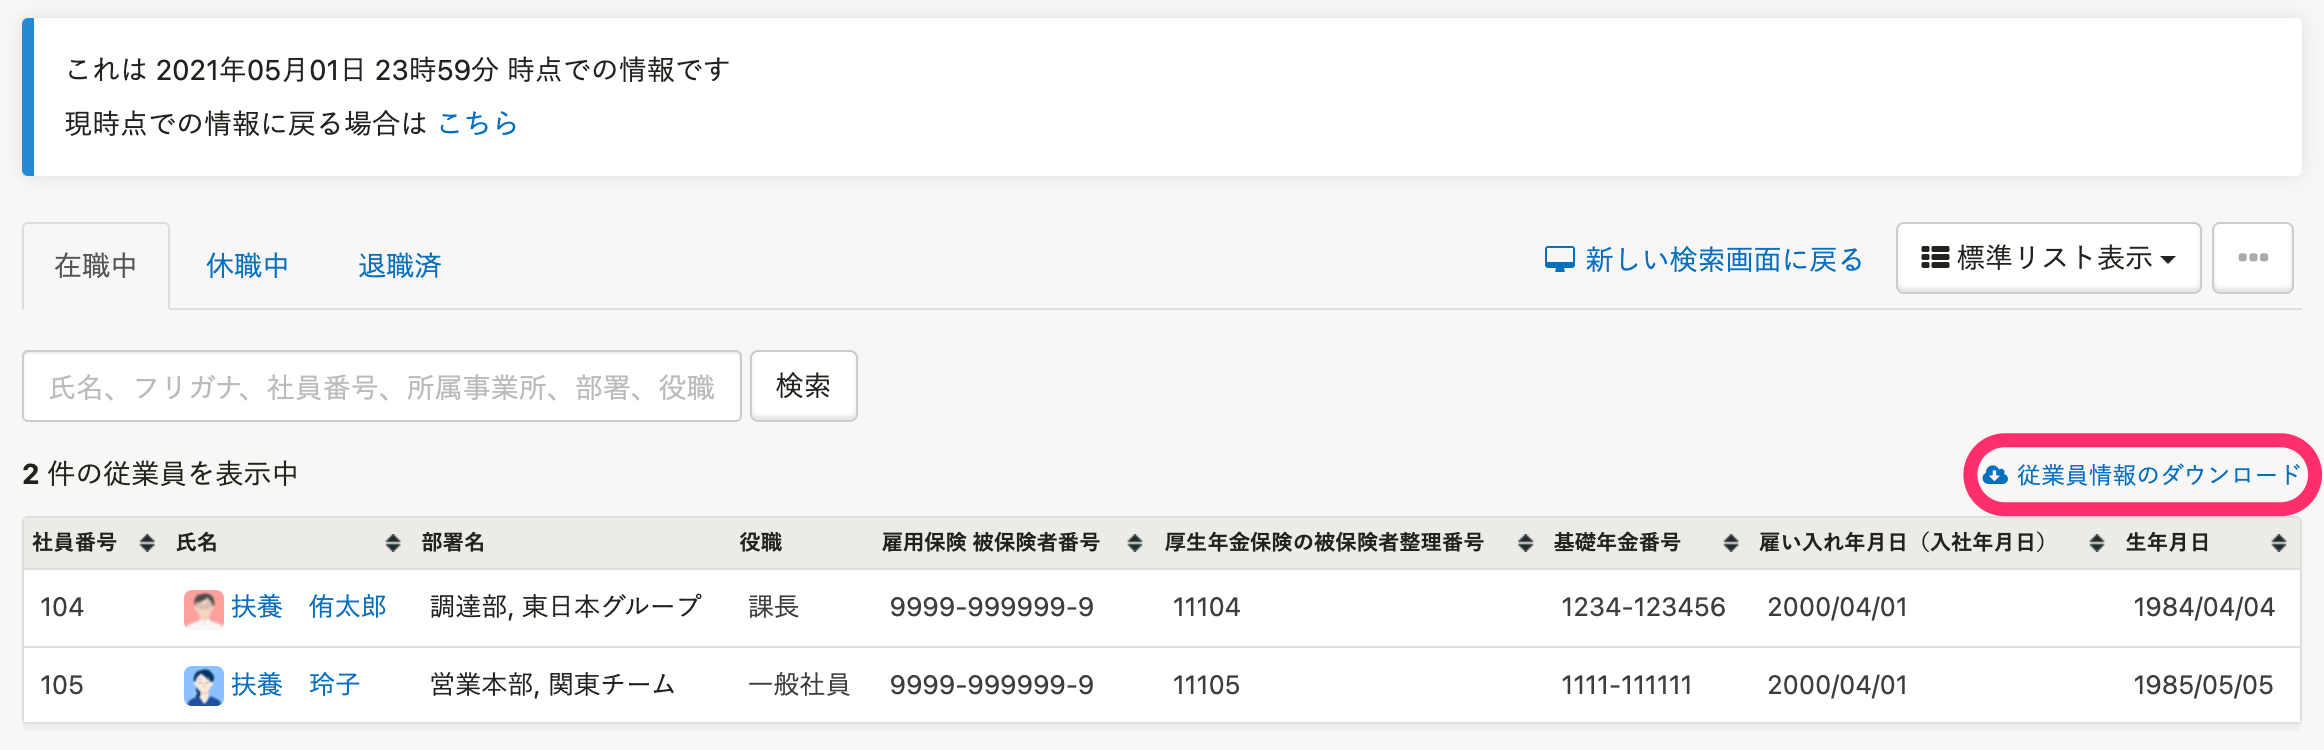 これは 2021年05月01日 23時59分 時点での情報です
現時点での情報に戻る場合は こちら
在職中 休職中 退職済 新しい検索画面に戻る 標準リスト表示
氏名、フリガナ、社員番号、所属事業所、部署、役職 検索
2 件の従業員を表示中 従業員情報のダウンロード
社員番号 氏名 部署名 役職 雇用保険 被保険者番号 厚生年金保険の被保険者整理番号 基礎年金番号 雇い入れ年月日（入社年月日） 生年月日
104 扶養　侑太郎 調達部, 東日本グループ 課長 9999-999999-9 11104 1234-123456 2000/04/01 1984/04/04
105 扶養　玲子 営業本部, 関東チーム 一般社員 9999-999999-9 11105 1111-111111 2000/04/01 1985/05/05